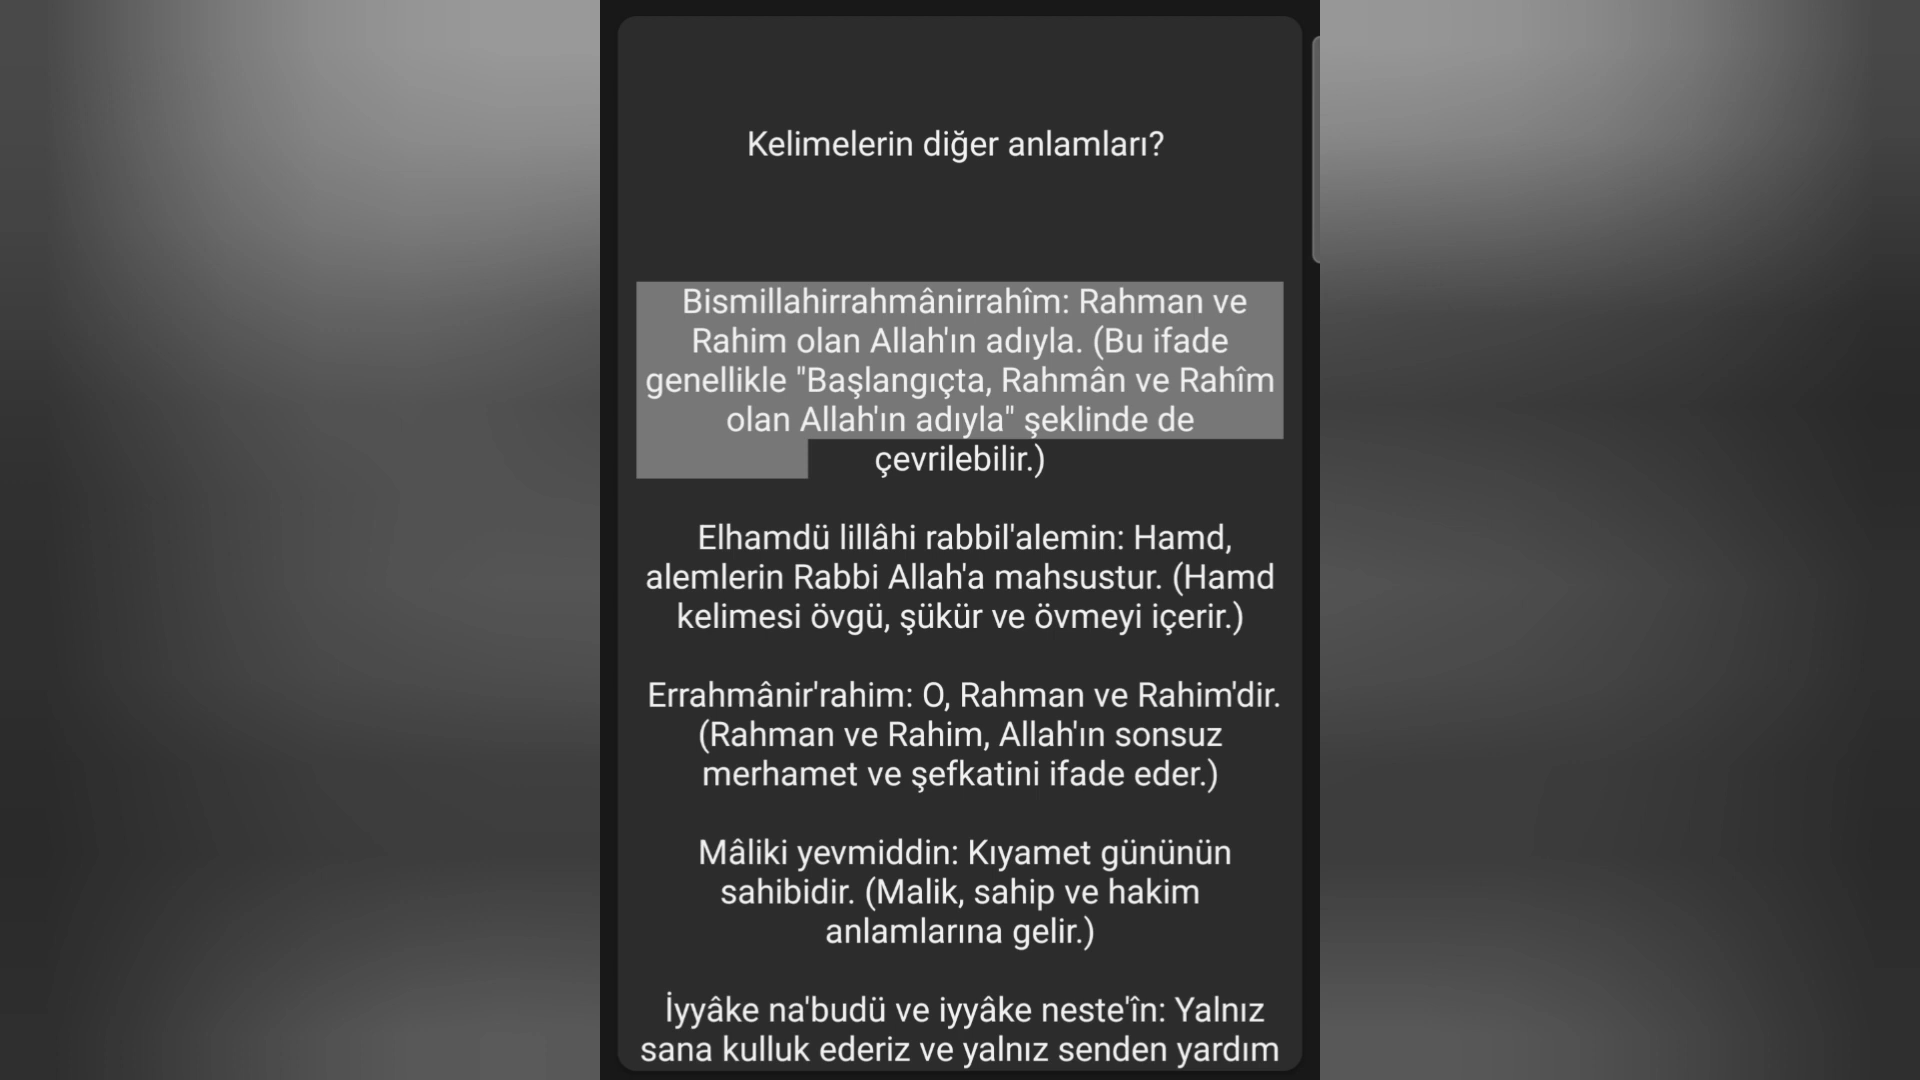 Kelimelerin diğer anlamları?
Bismillahirrahmânirrahîm: Rahman ve
Rahim olan Allah'ın adıyla. (Bu ifade
genellikle "Başlangıçta, Rahmân ve Rahîm
olan Allah'ın adıyla" şeklinde de
çevrilebilir.)
Elhamdü lillâhi rabbil'alemin: Hamd,
alemlerin Rabbi Allah'a mahsustur. (Hamd
kelimesi övgü, şükür ve övmeyi içerir.)
Errahmânir'rahim: O, Rahman ve Rahim'dir.
(Rahman ve Rahim, Allah'ın sonsuz
merhamet ve şefkatini ifade eder.)
Mâliki yevmiddin: Kıyamet gününün
sahibidir. (Malik, sahip ve hakim
anlamlarına gelir.)
İyyâke na'budü ve iyyâke neste'în: Yalnız
sana kulluk ederiz ve yalnız senden yardım